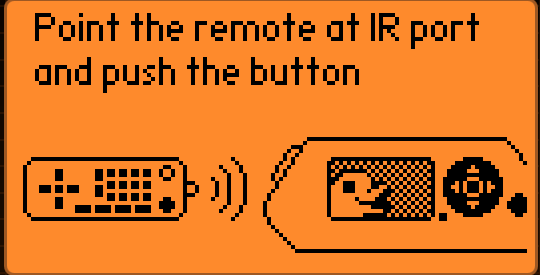 Point the remote at IR port
and push the button